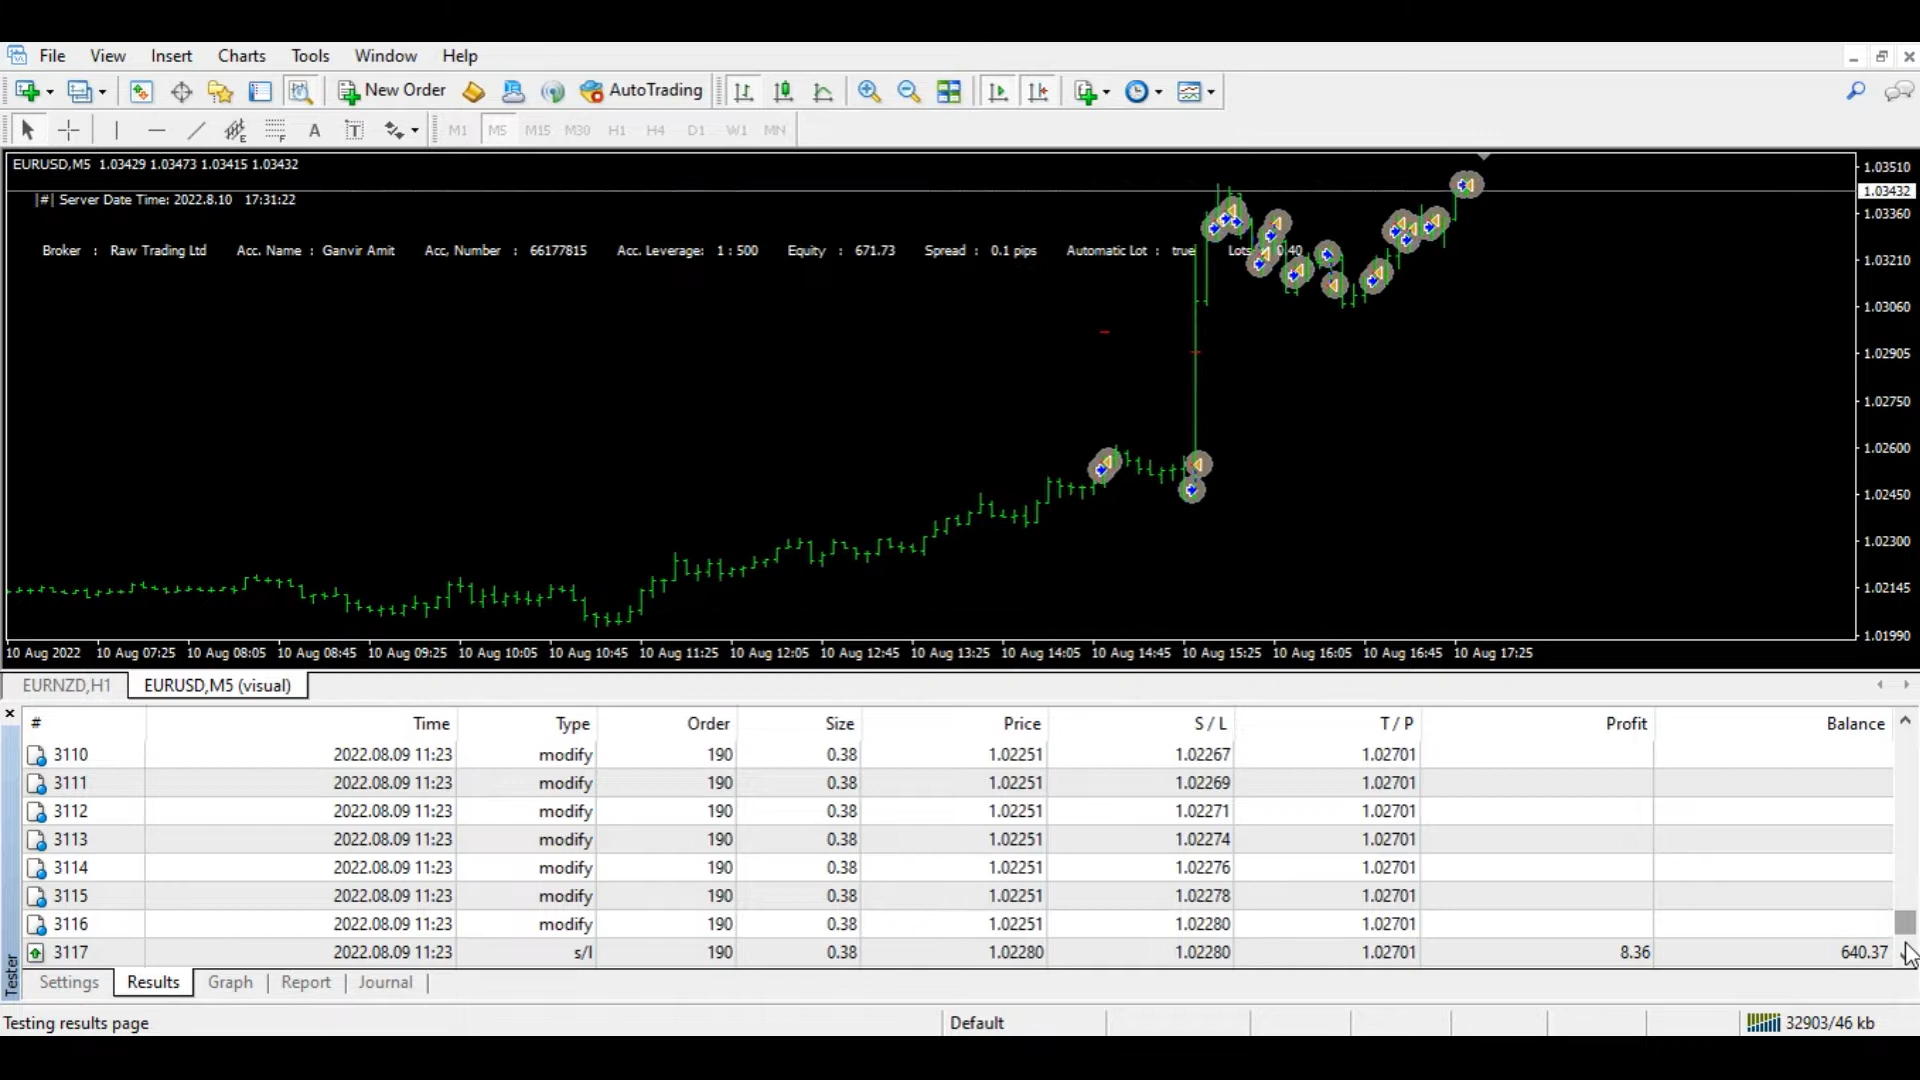 File View Insert Charts Tools Window Help
New Order AutoTrading
E F A T M1 M5 M15 M30 H1 H4 D1 W1 MN
EURUSD,M5 1.03429 1.03473 1.03415 1.03432
|#| Server Date Time: 2022.8.10 17:31:22
Broker : Raw Trading Ltd Acc. Name : Ganvir Amit Acc, Number : 66177815 Acc. Leverage: 1 : 500 Equity : 671.73 Spread : 0.1 pips Automatic Lot : true 0.40
1.03510
1.03432
1.03360
1.03210
1.03060
1.02905
1.02750
1.02600
1.02450
1.02300
1.02145
1.01990
10 Aug 2022 10 Aug 07:25 10 Aug 08:05 10 Aug 08:45 10 Aug 09:25 10 Aug 10:05 10 Aug 10:45 10 Aug 11:25 10 Aug 12:05 10 Aug 12:45 10 Aug 13:25 10 Aug 14:05 10 Aug 14:45 10 Aug 15:25 10 Aug 16:05 10 Aug 16:45 10 Aug 17:25
EURNZD,H1 EURUSD,M5 (visual)
# Time Type Order Size Price S / L T / P Profit Balance
3110 2022.08.09 11:23 modify 190 0.38 1.02251 1.02267 1.02701
3111 2022.08.09 11:23 modify 190 0.38 1.02251 1.02269 1.02701
3112 2022.08.09 11:23 modify 190 0.38 1.02251 1.02271 1.02701
3113 2022.08.09 11:23 modify 190 0.38 1.02251 1.02274 1.02701
3114 2022.08.09 11:23 modify 190 0.38 1.02251 1.02276 1.02701
3115 2022.08.09 11:23 modify 190 0.38 1.02251 1.02278 1.02701
3116 2022.08.09 11:23 modify 190 0.38 1.02251 1.02280 1.02701
3117 2022.08.09 11:23 s/l 190 0.38 1.02280 1.02280 1.02701 8.36 640.37
Tester
Settings Results Graph Report Journal
Testing results page Default 32903/46 kb